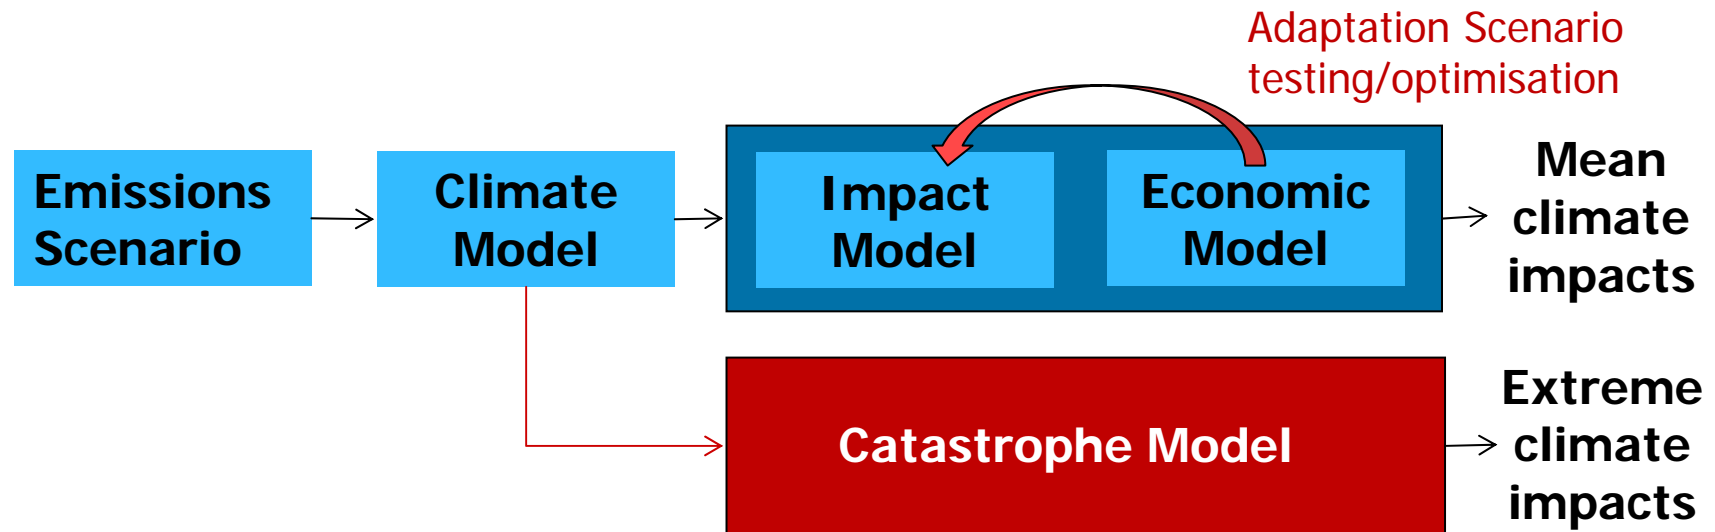 Adaptation Scenario
testing/optimisation
Emissions
Scenario
Climate
Model
Impact
Model
Economic
Model
Mean
climate
impacts
Catastrophe Model
Extreme
climate
impacts